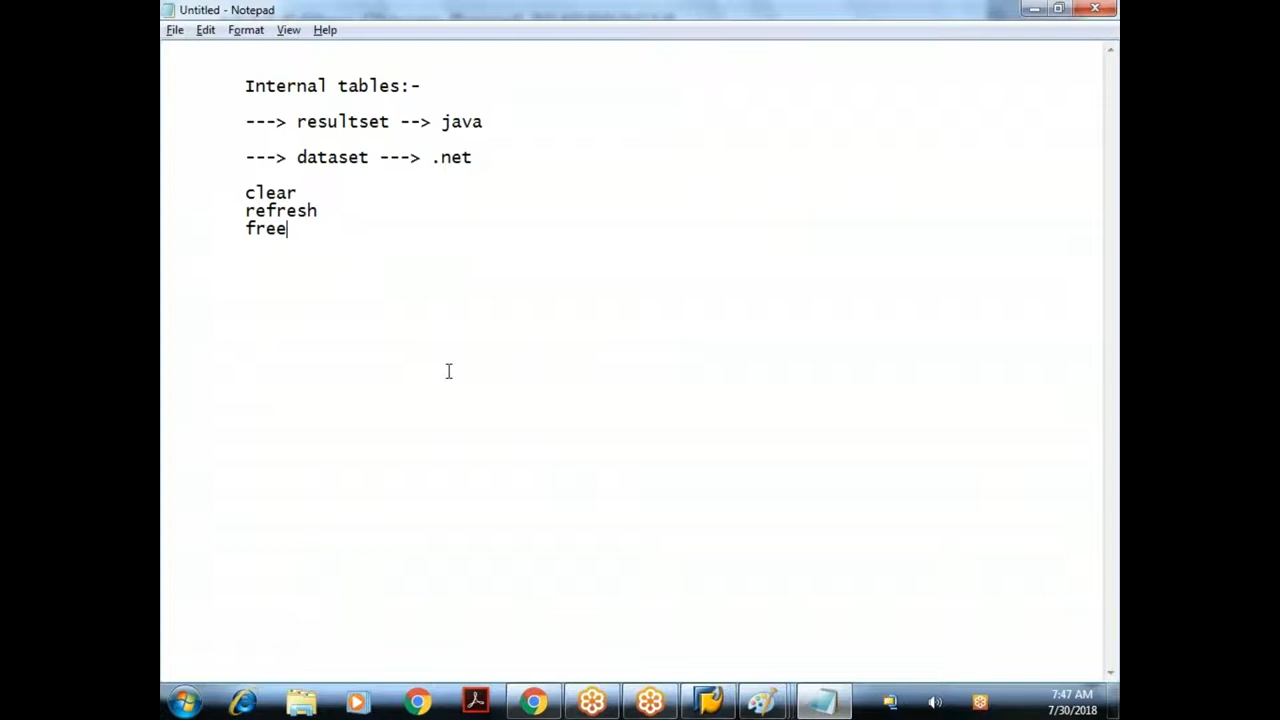 Untitled - Notepad
File Edit Format View Help
Internal tables:-
---> resultset --> java
---> dataset ---> .net
clear
refresh
free
7:47 AM
7/30/2018